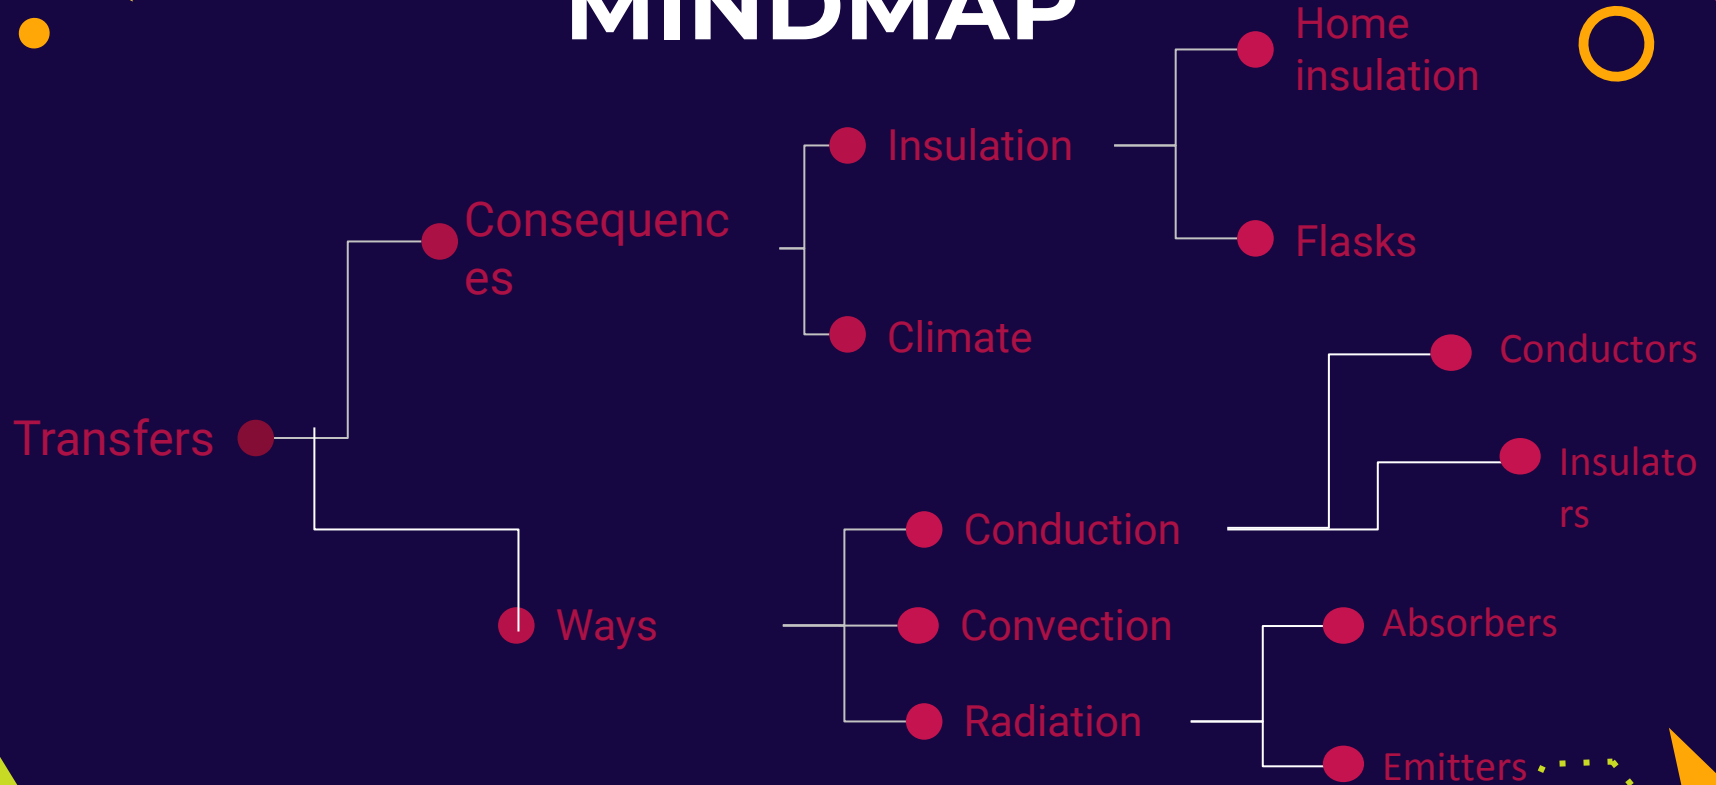 MINDMAP
Home
insulation
Insulation
Consequenc
es
Flasks
Climate
Conductors
Transfers
Insulato
rs
Conduction
Ways
Convection
Absorbers
Radiation
Emitters